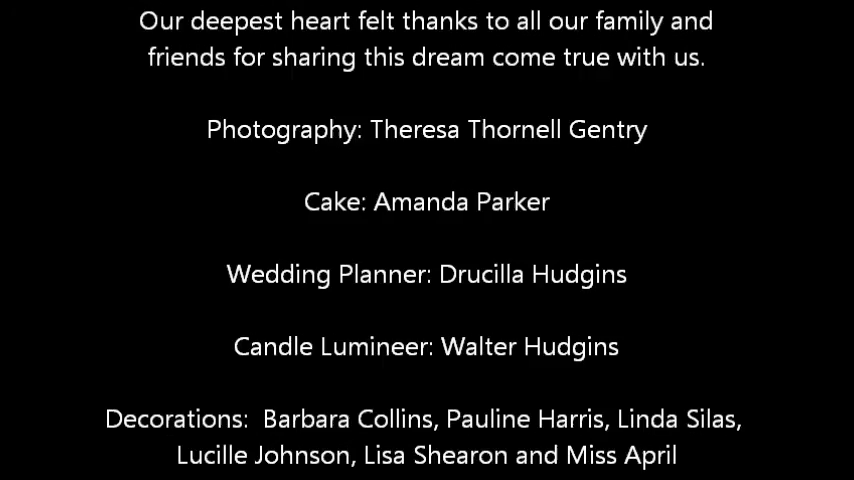 Our deepest heart felt thanks to all our family and
friends for sharing this dream come true with us.
Photography: Theresa Thornell Gentry
Cake: Amanda Parker
Wedding Planner: Drucilla Hudgins
Candle Lumineer: Walter Hudgins
Decorations:  Barbara Collins, Pauline Harris, Linda Silas,
Lucille Johnson, Lisa Shearon and Miss April